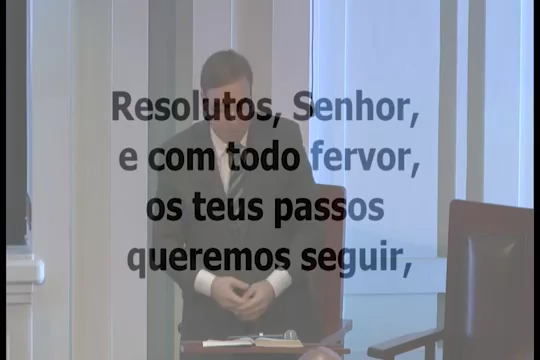 Resolutos, Senhor,
e com todo fervor,
os teus passos
queremos seguir,